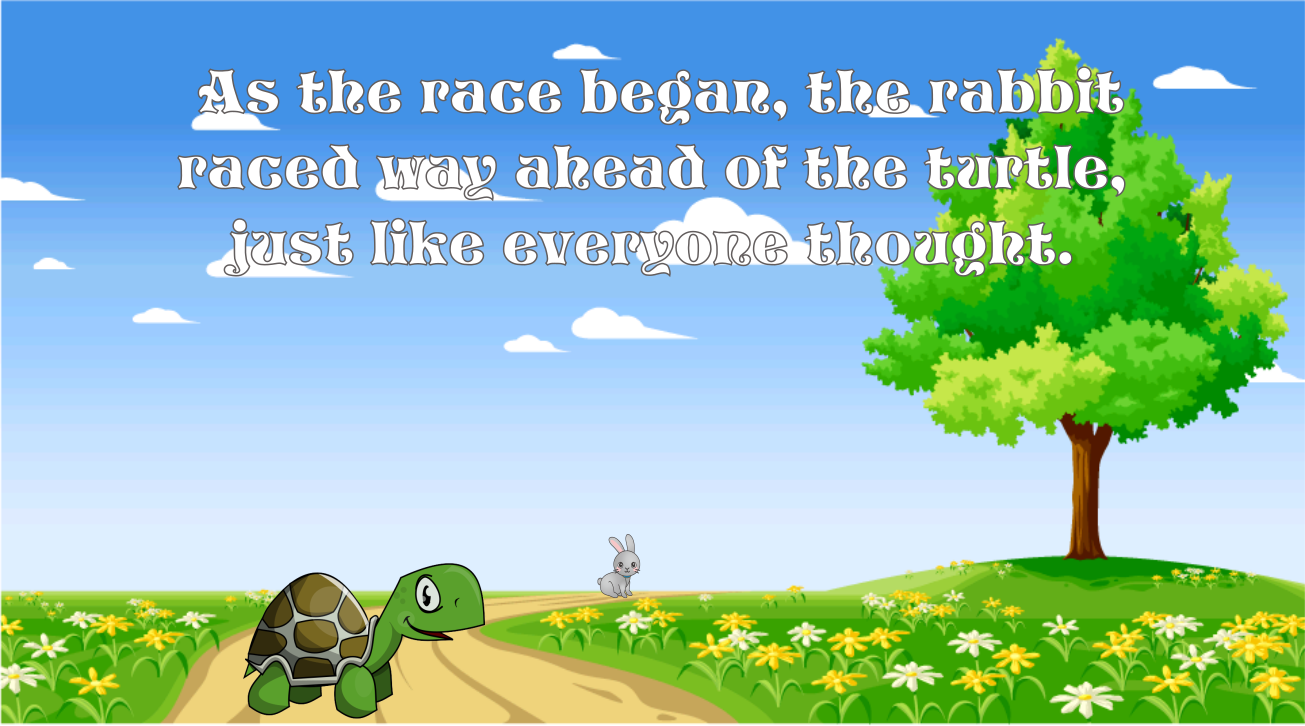 As the race began, the rabbit
raced way ahead of the turtle,
just like everyone thought.